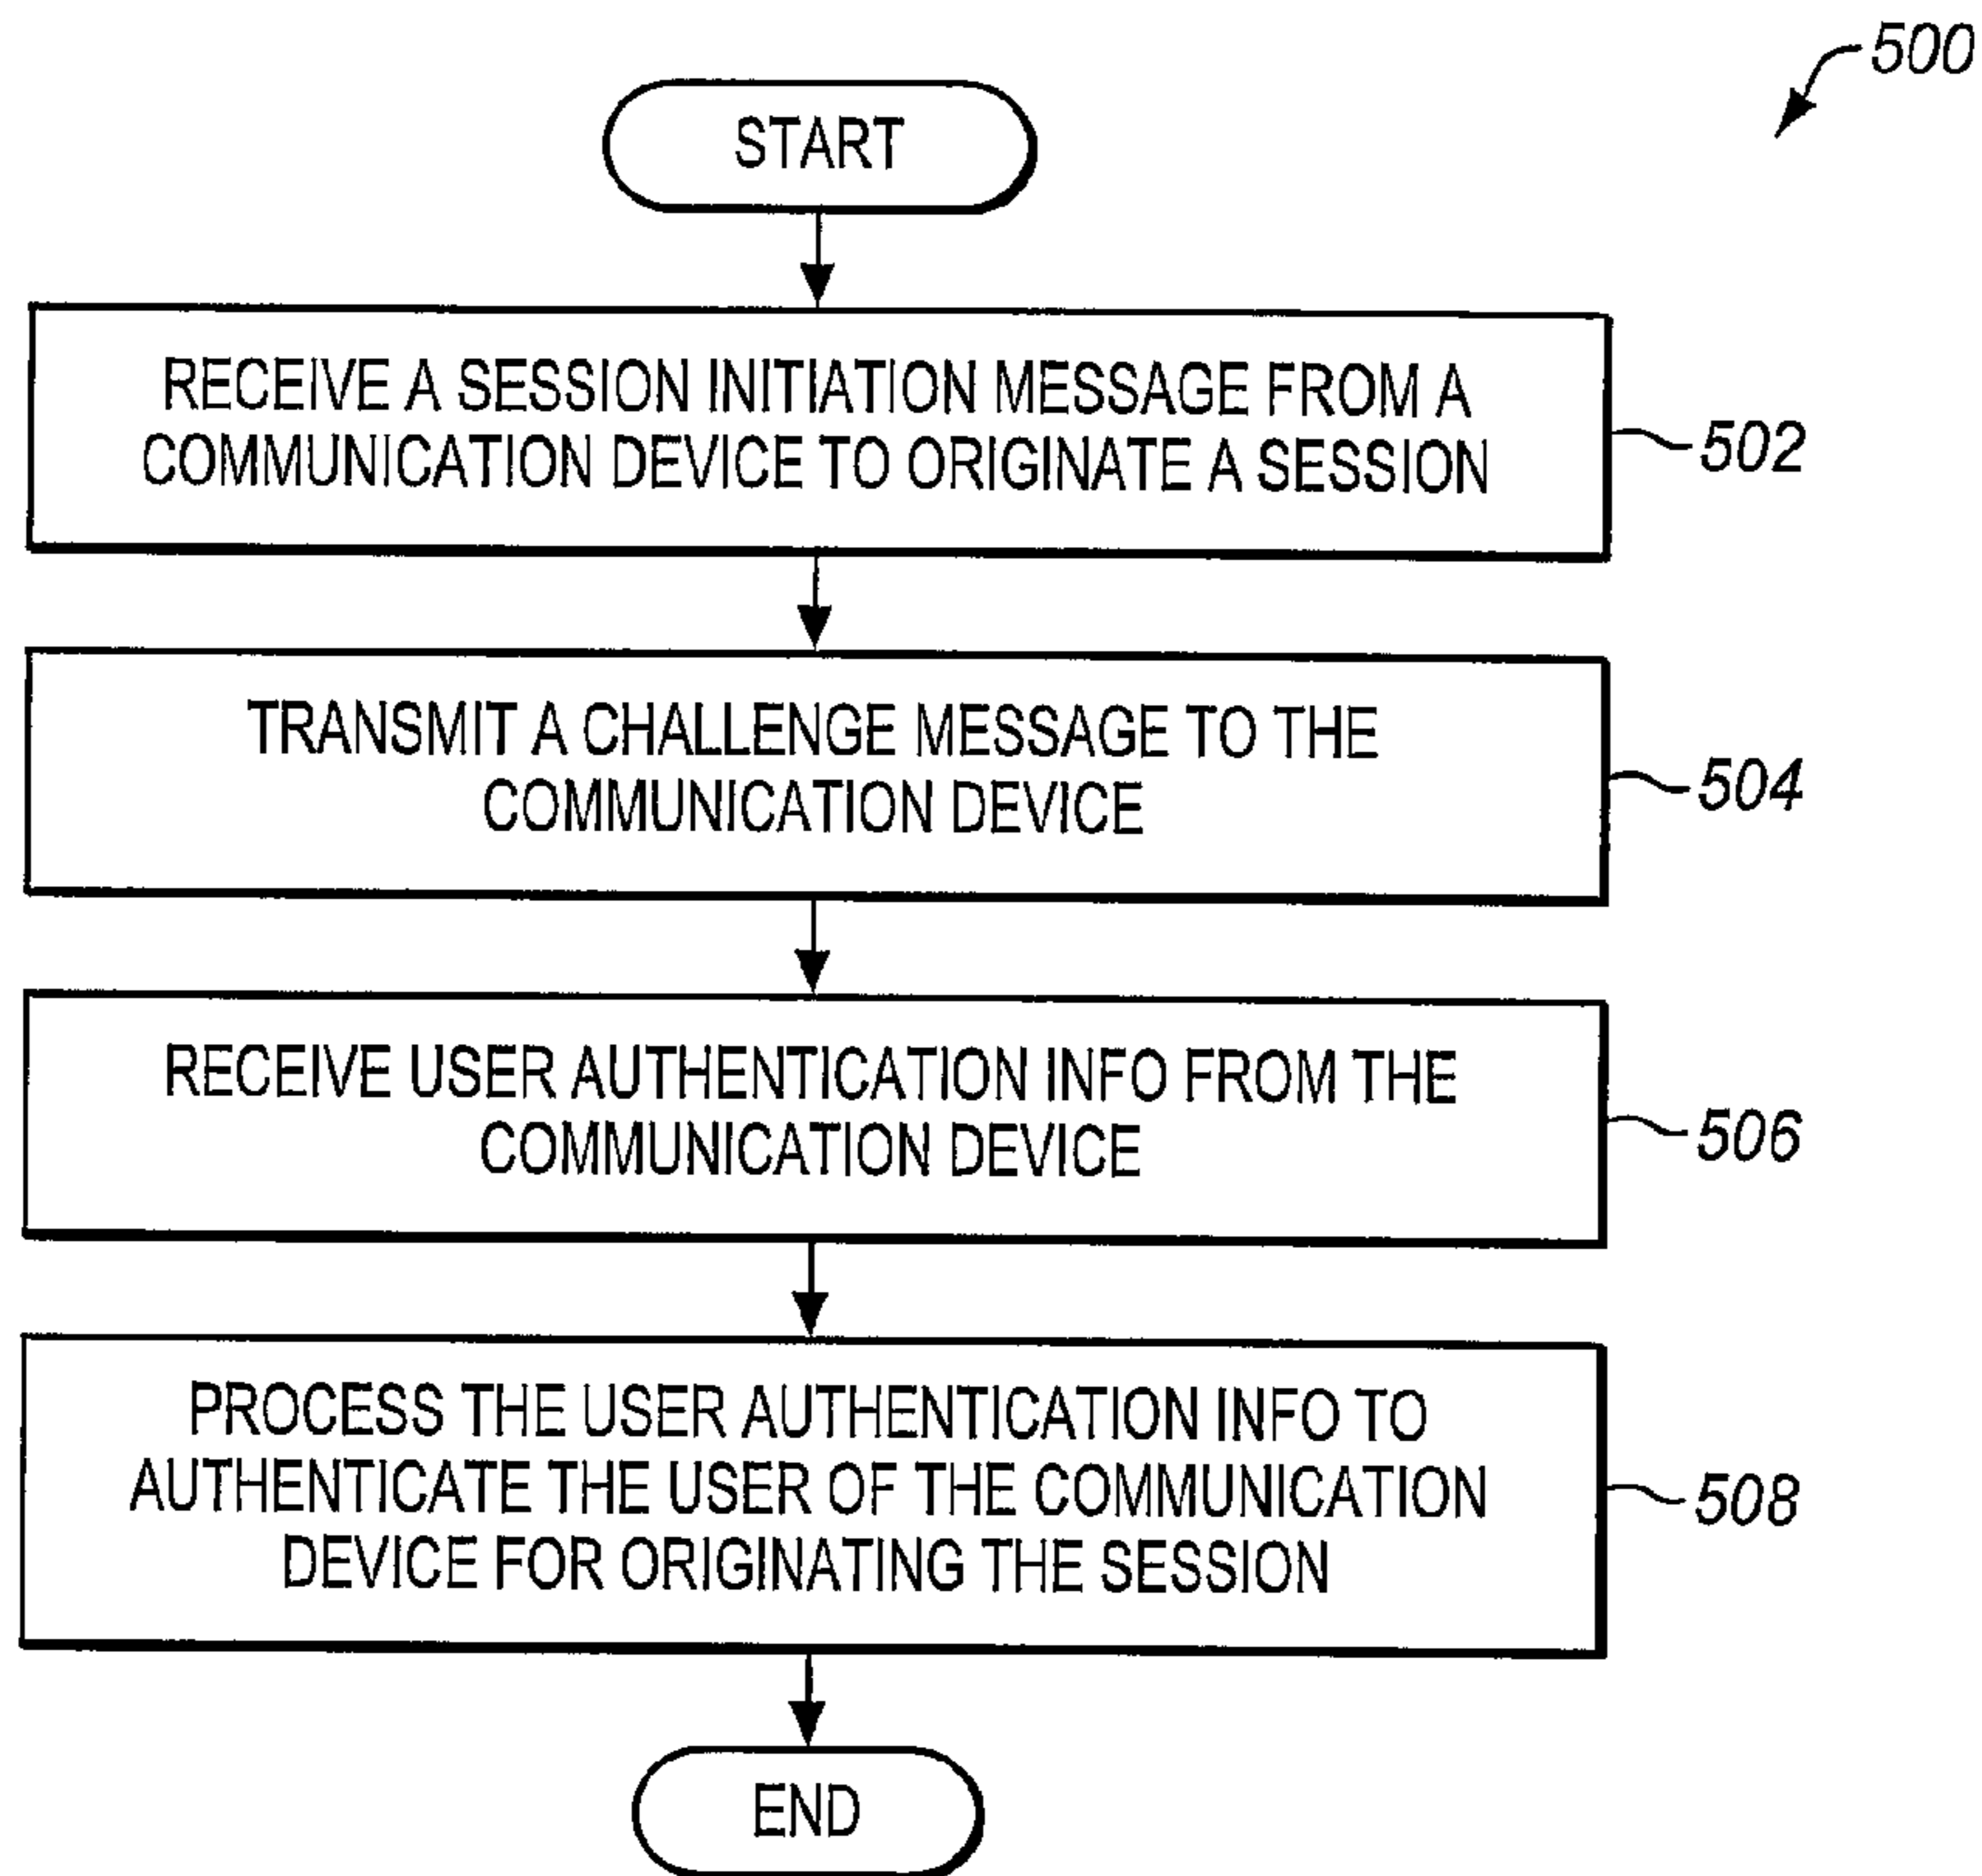 500
START
RECEIVE A SESSION INITIATION MESSAGE FROM A
COMMUNICATION DEVICE TO ORIGINATE A SESSION
502
TRANSMIT A CHALLENGE MESSAGE TO THE
COMMUNICATION DEVICE
504
RECEIVE USER AUTHENTICATION INFO FROM THE
COMMUNICATION DEVICE
506
PROCESS THE USER AUTHENTICATION INFO TO
AUTHENTICATE THE USER OF THE COMMUNICATION
DEVICE FOR ORIGINATING THE SESSION
508
END